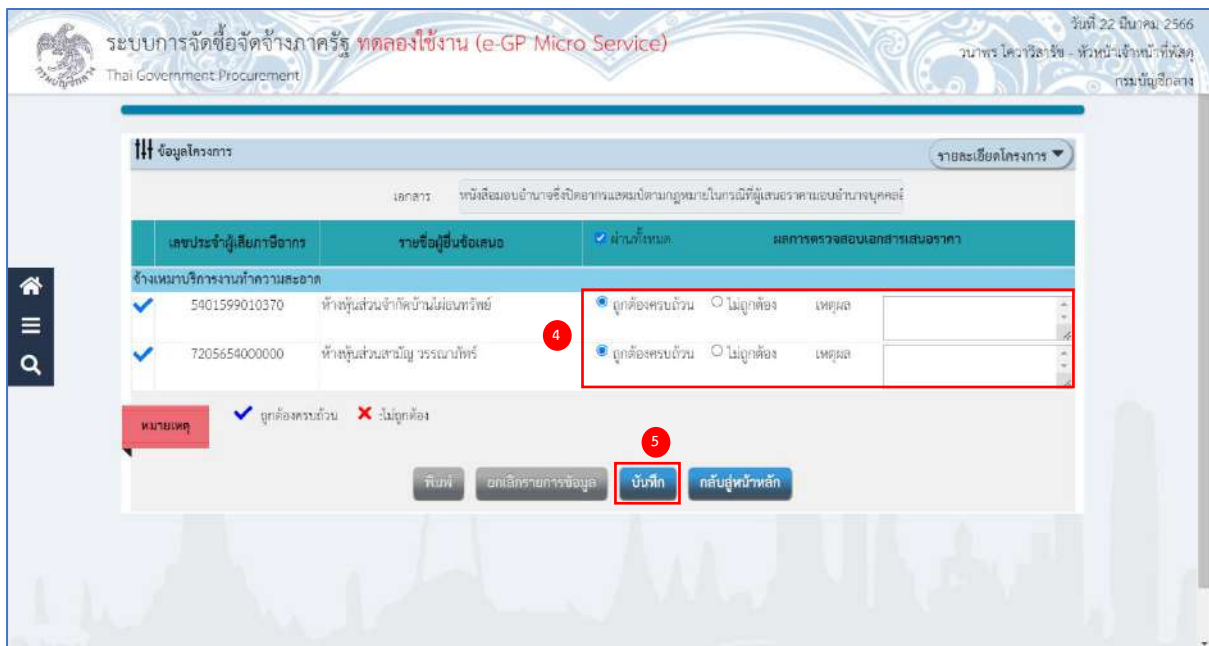 วันที่ 22 มีนาคม 2566
ระบบการจัดซื้อจัดจ้างภาครัฐ ทดลองใช้งาน (e-GP Micro Service)
วนาพร โควาวิสารัช - หัวหน้าเจ้าหน้าที่พัสดุ
Thai Government Procurement
กรมบัญชีกลาง
ข้อมูลโครงการ
รายละเอียดโครงการ
เอกสาร หนังสือมอบอำนาจซึ่งปิดอากรแสตมป์ตามกฎหมายในกรณีที่ผู้เสนอราคามอบอำนาจบุคคลอื
เลขประจำผู้เสียภาษีอากร รายชื่อผู้ยื่นข้อเสนอ ผ่านทั้งหมด ผลการตรวจสอบเอกสารเสนอราคา
จ้างเหมาบริการงานทำความสะอาด
5401599010370 ห้างหุ้นส่วนจำกัดบ้านไผ่ธนทรัพย์ ถูกต้องครบถ้วน ไม่ถูกต้อง เหตุผล
4
7205654000000 ห้างหุ้นส่วนสามัญ วรรณาภัทร์ ถูกต้องครบถ้วน ไม่ถูกต้อง เหตุผล
หมายเหตุ ถูกต้องครบถ้วน :ไม่ถูกต้อง
5
พิมพ์ ยกเลิกรายการข้อมูล บันทึก กลับสู่หน้าหลัก